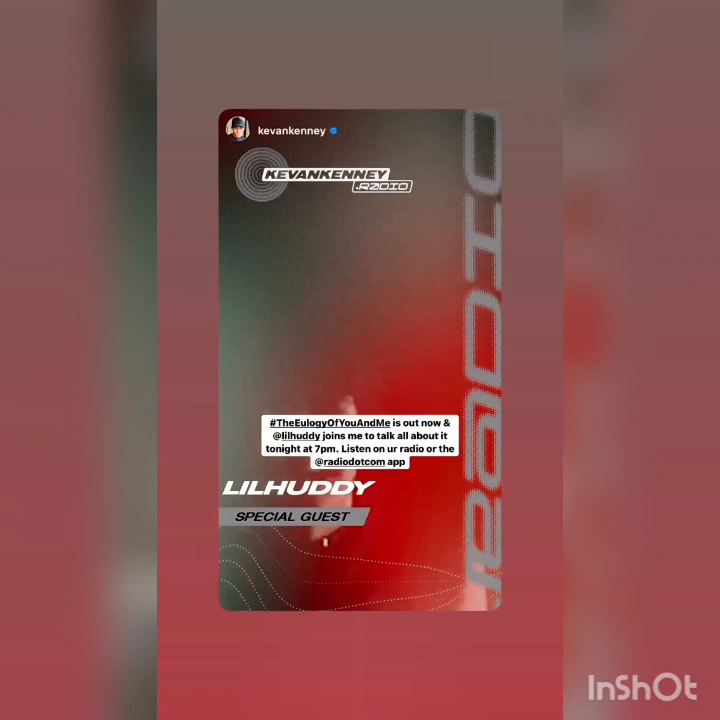 kevankenney
KEVANKENNEY
.RADIO
.RADIO
#TheEulogyOfYouAndMe is out now &
@lilhuddy joins me to talk all about it
tonight at 7pm. Listen on ur radio or the
@radiodotcom app
LILHUDDY
SPECIAL GUEST
InShOt